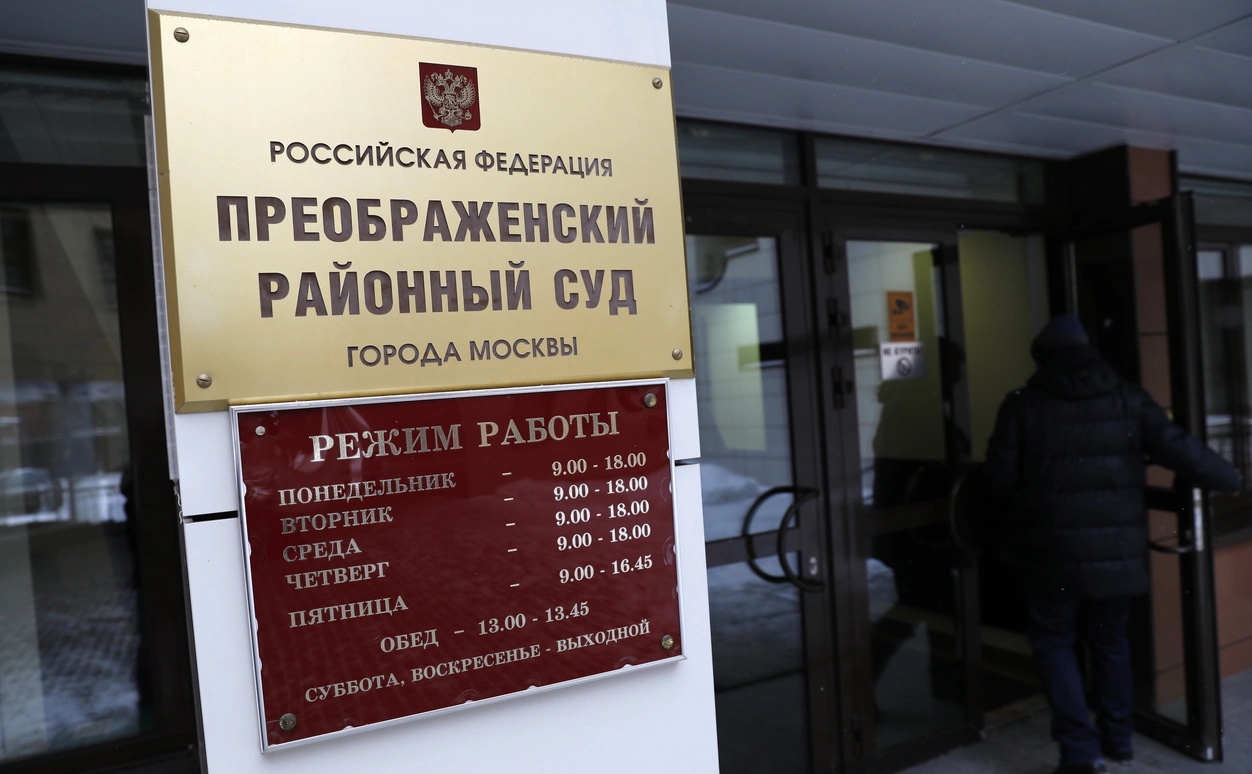 РОССИЙСКАЯ ФЕДЕРАЦИЯ
ПРЕОБРАЖЕНСКИЙ
РАЙОННЫЙ СУД
ГОРОДА МОСКВЫ
РЕЖИМ РАБОТЫ
ПОНЕДЕЛЬНИК - 9.00 - 18.00
ВТОРНИК - 9.00 - 18.00
СРЕДА - 9.00 - 18.00
ЧЕТВЕРГ - 9.00 - 18.00
ПЯТНИЦА - 9.00 - 16.45
ОБЕД - 13.00 - 13.45
СУББОТА, ВОСКРЕСЕНЬЕ - ВЫХОДНОЙ
НЕ КУРИТЬ